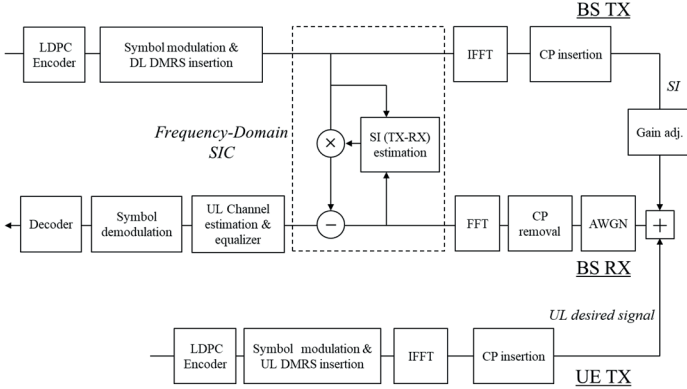 BS TX
LDPC
Encoder
Symbol modulation &
DL DMRS insertion
IFFT
CP insertion
SI
Gain adj.
Frequency-Domain
SIC
×
SI (TX-RX)
estimation
Decoder
Symbol
demodulation
UL Channel
estimation &
equalizer
−
FFT
CP
removal
AWGN
+
BS RX
UL desired signal
LDPC
Encoder
Symbol modulation &
UL DMRS insertion
IFFT
CP insertion
UE TX